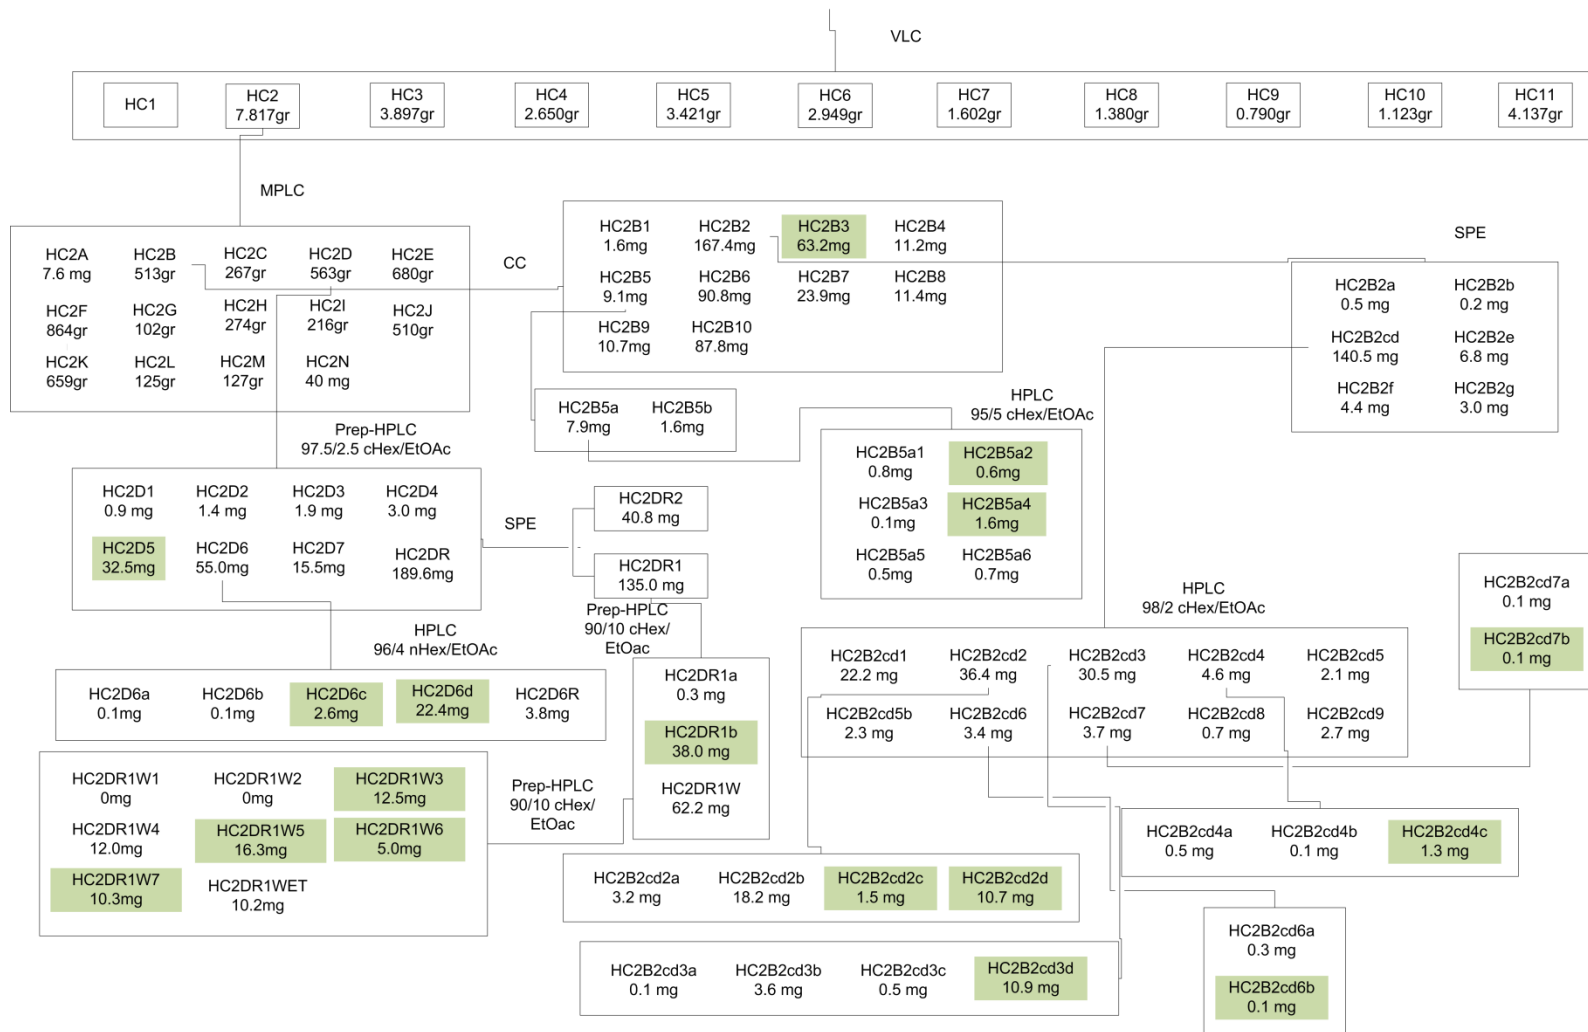 VLC
HC1
HC2
7.817gr
HC3
3.897gr
HC4
2.650gr
HC5
3.421gr
HC6
2.949gr
HC7
1.602gr
HC8
1.380gr
HC9
0.790gr
HC10
1.123gr
HC11
4.137gr
MPLC
HC2A
7.6 mg
HC2B
513gr
HC2C
267gr
HC2D
563gr
HC2E
680gr
HC2F
864gr
HC2G
102gr
HC2H
274gr
HC2I
216gr
HC2J
510gr
HC2K
659gr
HC2L
125gr
HC2M
127gr
HC2N
40 mg
CC
HC2B1
1.6mg
HC2B2
167.4mg
HC2B3
63.2mg
HC2B4
11.2mg
HC2B5
9.1mg
HC2B6
90.8mg
HC2B7
23.9mg
HC2B8
11.4mg
HC2B9
10.7mg
HC2B10
87.8mg
SPE
HC2B2a
0.5 mg
HC2B2b
0.2 mg
HC2B2cd
140.5 mg
HC2B2e
6.8 mg
HC2B2f
4.4 mg
HC2B2g
3.0 mg
HC2B5a
7.9mg
HC2B5b
1.6mg
HPLC
95/5 cHex/EtOAc
HC2B5a1
0.8mg
HC2B5a2
0.6mg
HC2B5a3
0.1mg
HC2B5a4
1.6mg
HC2B5a5
0.5mg
HC2B5a6
0.7mg
Prep-HPLC
97.5/2.5 cHex/EtOAc
HC2D1
0.9 mg
HC2D2
1.4 mg
HC2D3
1.9 mg
HC2D4
3.0 mg
HC2D5
32.5mg
HC2D6
55.0mg
HC2D7
15.5mg
HC2DR
189.6mg
SPE
HC2DR2
40.8 mg
HC2DR1
135.0 mg
Prep-HPLC
90/10 cHex/
EtOac
HC2DR1a
0.3 mg
HC2DR1b
38.0 mg
HC2DR1W
62.2 mg
HPLC
96/4 nHex/EtOAc
HC2D6a
0.1mg
HC2D6b
0.1mg
HC2D6c
2.6mg
HC2D6d
22.4mg
HC2D6R
3.8mg
Prep-HPLC
90/10 cHex/
EtOac
HC2DR1W1
0mg
HC2DR1W2
0mg
HC2DR1W3
12.5mg
HC2DR1W4
12.0mg
HC2DR1W5
16.3mg
HC2DR1W6
5.0mg
HC2DR1W7
10.3mg
HC2DR1WET
10.2mg
HPLC
98/2 cHex/EtOAc
HC2B2cd1
22.2 mg
HC2B2cd2
36.4 mg
HC2B2cd3
30.5 mg
HC2B2cd4
4.6 mg
HC2B2cd5
2.1 mg
HC2B2cd5b
2.3 mg
HC2B2cd6
3.4 mg
HC2B2cd7
3.7 mg
HC2B2cd8
0.7 mg
HC2B2cd9
2.7 mg
HC2B2cd7a
0.1 mg
HC2B2cd7b
0.1 mg
HC2B2cd4a
0.5 mg
HC2B2cd4b
0.1 mg
HC2B2cd4c
1.3 mg
HC2B2cd2a
3.2 mg
HC2B2cd2b
18.2 mg
HC2B2cd2c
1.5 mg
HC2B2cd2d
10.7 mg
HC2B2cd3a
0.1 mg
HC2B2cd3b
3.6 mg
HC2B2cd3c
0.5 mg
HC2B2cd3d
10.9 mg
HC2B2cd6a
0.3 mg
HC2B2cd6b
0.1 mg